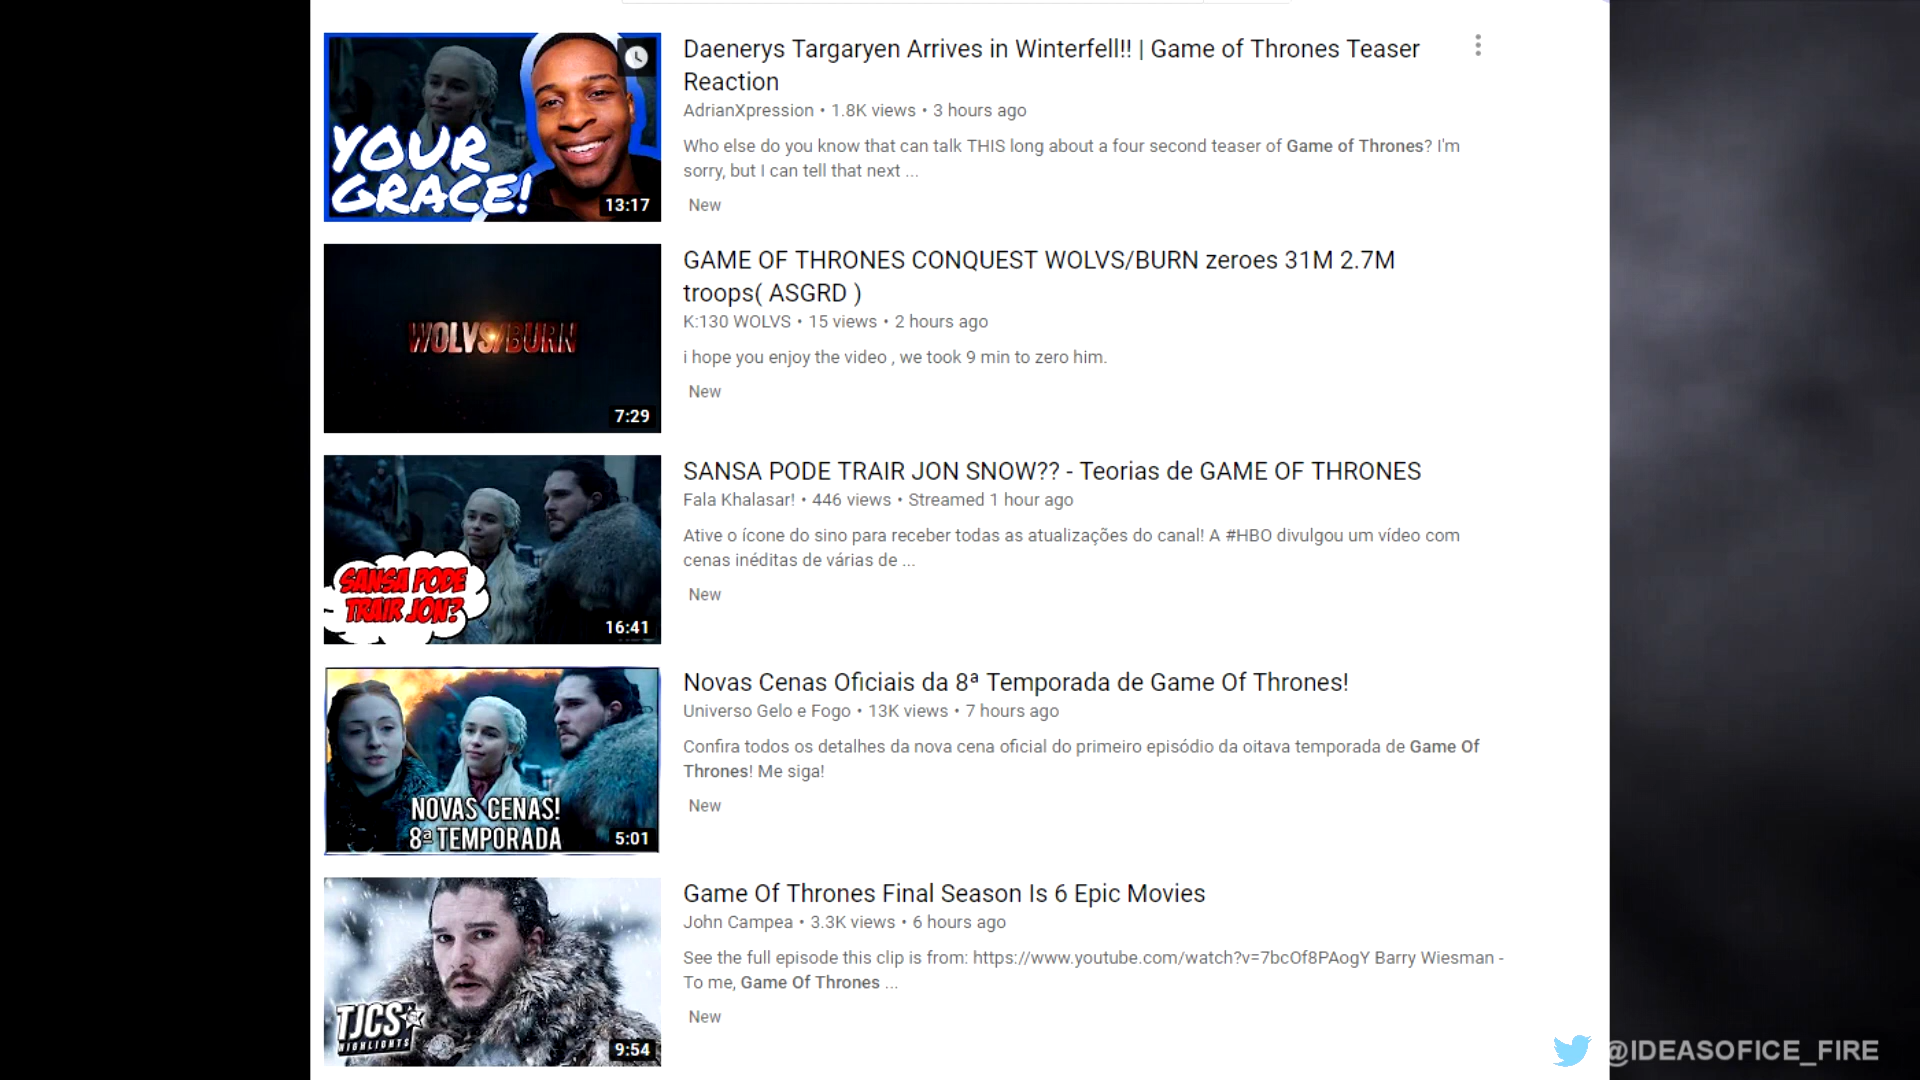 YOUR
GRACE!
13:17
Daenerys Targaryen Arrives in Winterfell!! | Game of Thrones Teaser
Reaction
AdrianXpression • 1.8K views • 3 hours ago
Who else do you know that can talk THIS long about a four second teaser of Game of Thrones? I'm
sorry, but I can tell that next ...
New
WOLVS/BURN
7:29
GAME OF THRONES CONQUEST WOLVS/BURN zeroes 31M 2.7M
troops( ASGRD )
K:130 WOLVS • 15 views • 2 hours ago
i hope you enjoy the video , we took 9 min to zero him.
New
SANSA PODE
TRAIR JON?
16:41
SANSA PODE TRAIR JON SNOW?? - Teorias de GAME OF THRONES
Fala Khalasar! • 446 views • Streamed 1 hour ago
Ative o ícone do sino para receber todas as atualizações do canal! A #HBO divulgou um vídeo com
cenas inéditas de várias de ...
New
NOVAS CENAS!
8ª TEMPORADA
5:01
Novas Cenas Oficiais da 8ª Temporada de Game Of Thrones!
Universo Gelo e Fogo • 13K views • 7 hours ago
Confira todos os detalhes da nova cena oficial do primeiro episódio da oitava temporada de Game Of
Thrones! Me siga!
New
TJCS
HIGHLIGHTS
9:54
Game Of Thrones Final Season Is 6 Epic Movies
John Campea • 3.3K views • 6 hours ago
See the full episode this clip is from: https://www.youtube.com/watch?v=7bcOf8PAogY Barry Wiesman -
To me, Game Of Thrones ...
New
@IDEASOFICE_FIRE